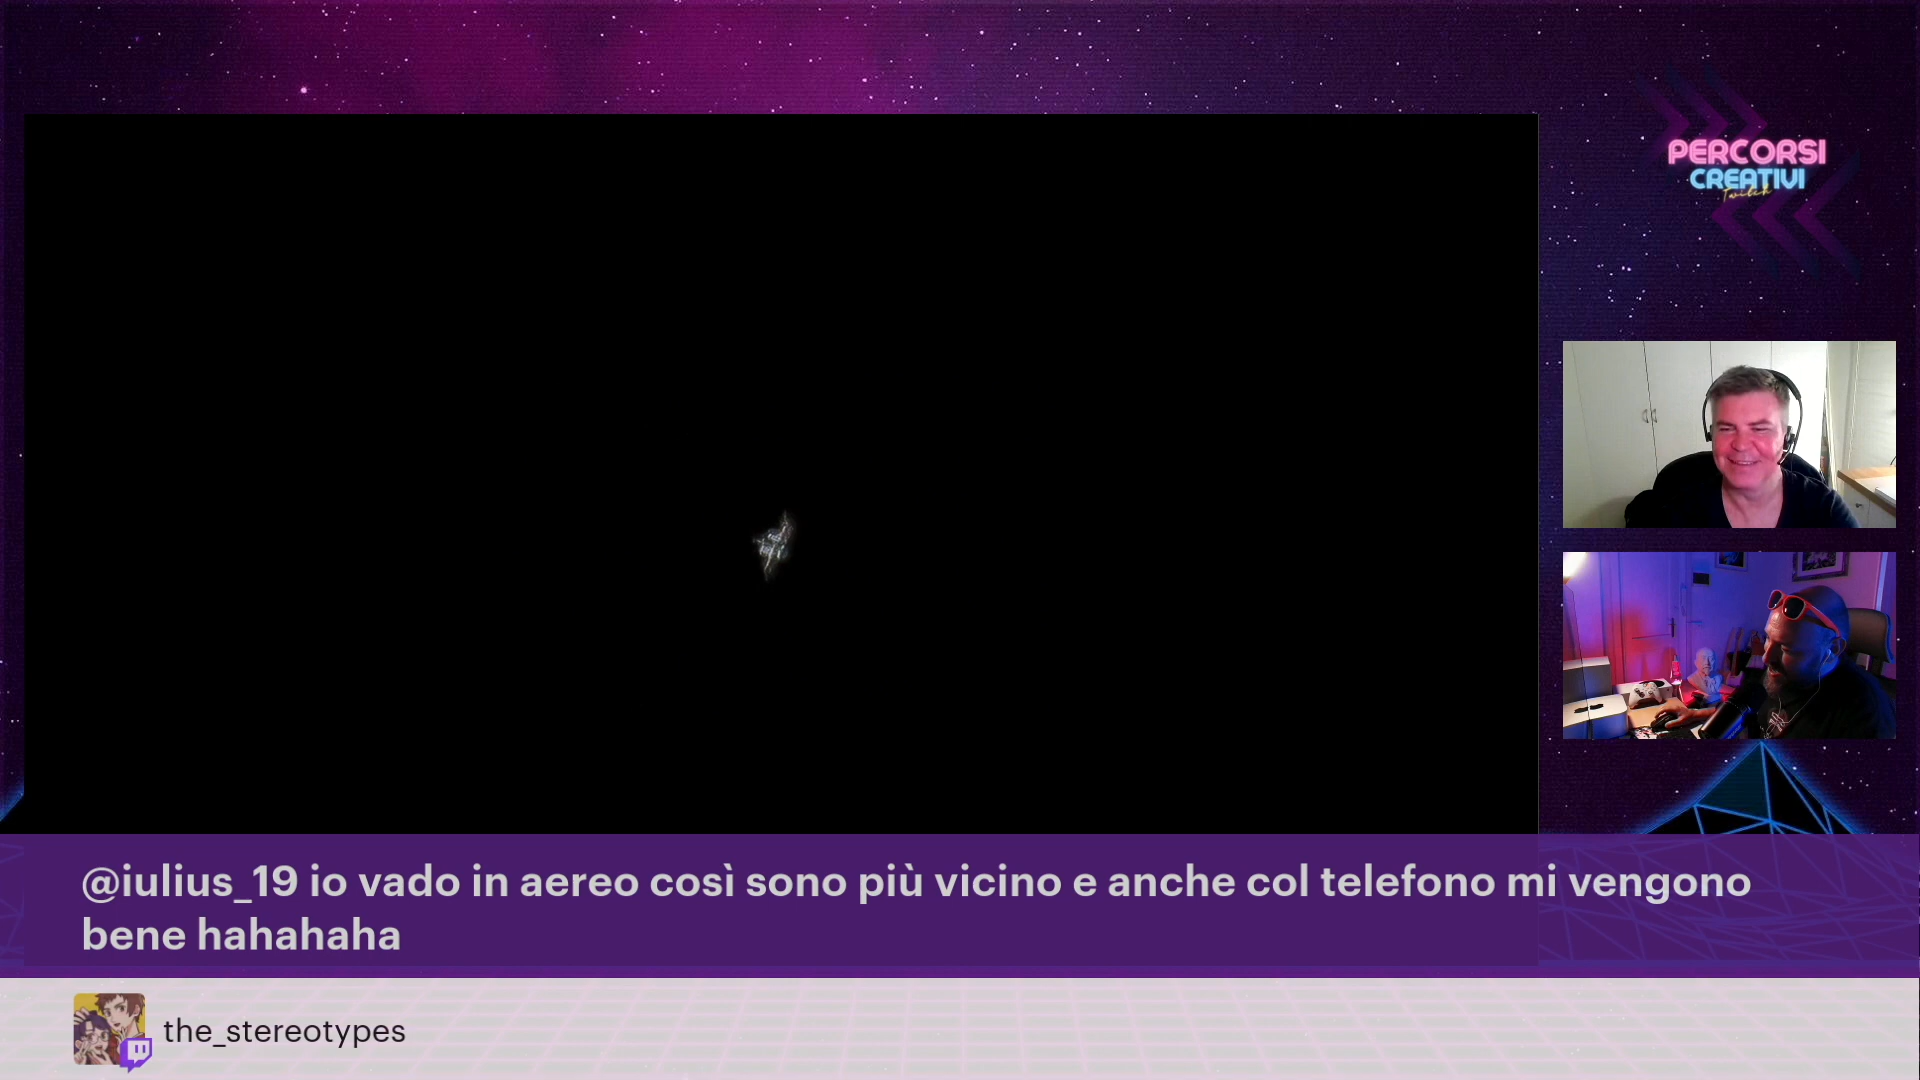 PERCORSI
CREATIVI
Twitch
@iulius_19 io vado in aereo così sono più vicino e anche col telefono mi vengono
bene hahahaha
the_stereotypes